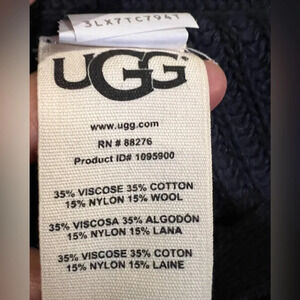 3LX7TC794T
UGG
www.ugg.com
RN # 88276
Product ID# 1095900
35% VISCOSE 35% COTTON
15% NYLON 15% WOOL
35% VISCOSA 35% ALGODÓN
15% NYLON 15% LANA
35% VISCOSE 35% COTON
15% NYLON 15% LAINE